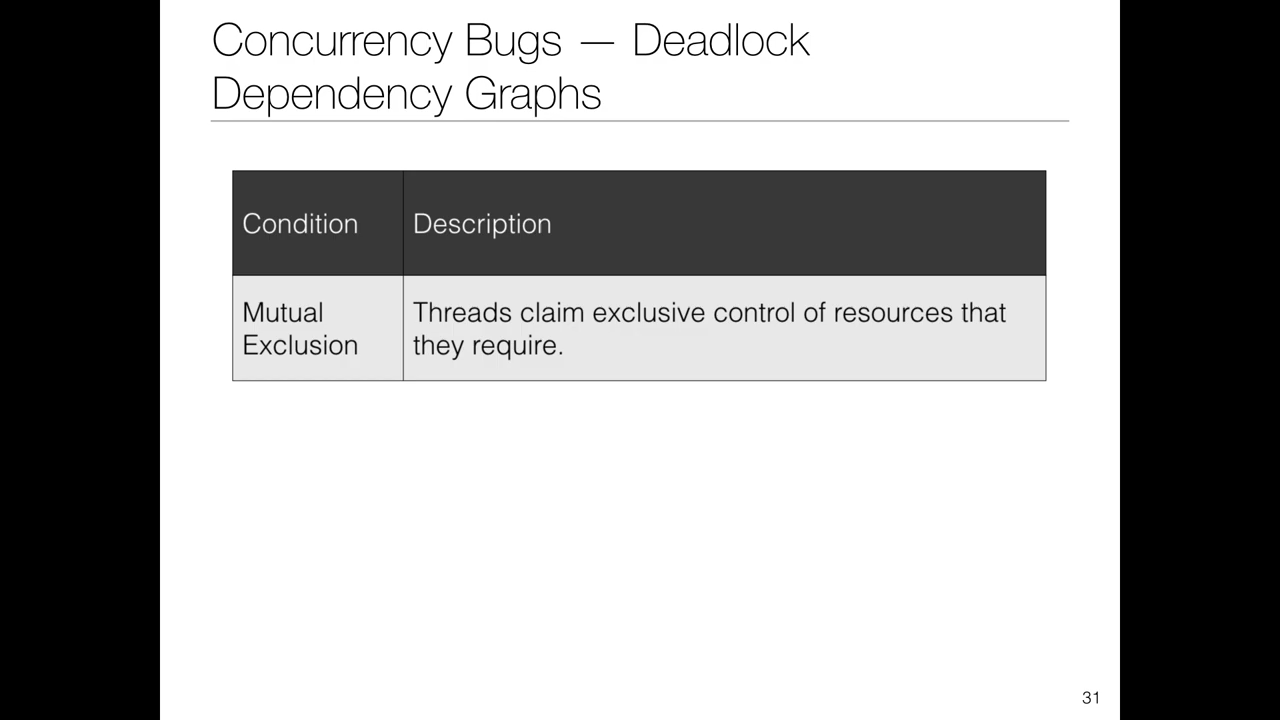 Concurrency Bugs — Deadlock
Dependency Graphs
Condition
Description
Mutual
Exclusion
Threads claim exclusive control of resources that
they require.
31